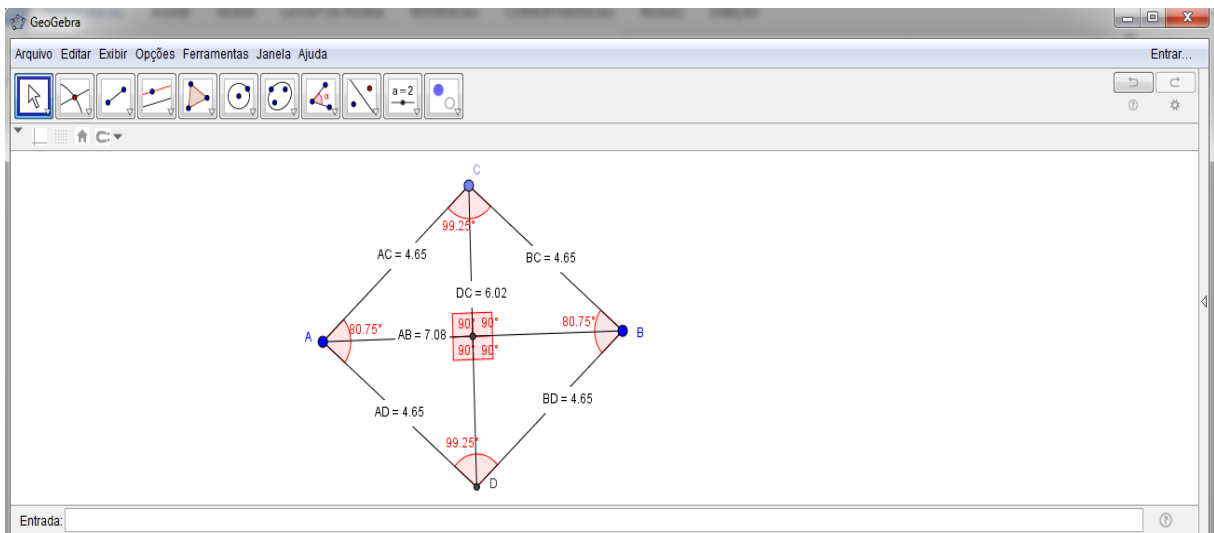 GeoGebra
Arquivo Editar Exibir Opções Ferramentas Janela Ajuda Entrar...
α a=2
C
99.25°
AC = 4.65 BC = 4.65
DC = 6.02
80.75° 90° 90° 80.75°
A AB = 7.08 B
90° 90°
AD = 4.65 BD = 4.65
99.25°
D
Entrada: